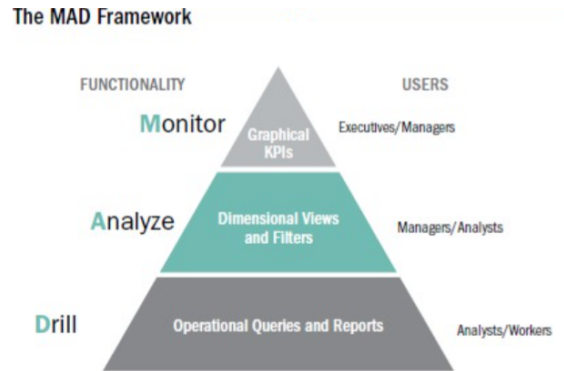 The MAD Framework
FUNCTIONALITY
USERS
Monitor
Graphical
KPIs
Executives/Managers
Analyze
Dimensional Views
and Filters
Managers/Analysts
Drill
Operational Queries and Reports
Analysts/Workers